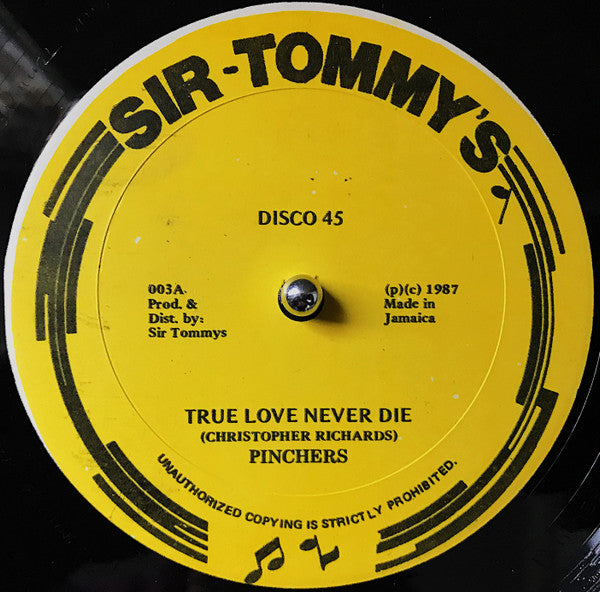 SIR-TOMMY'S
DISCO 45
003A
Prod. &
Dist. by:
Sir Tommys
(p)(c) 1987
Made in
Jamaica
TRUE LOVE NEVER DIE
(CHRISTOPHER RICHARDS)
PINCHERS
UNAUTHORIZED COPYING IS STRICTLY PROHIBITED.